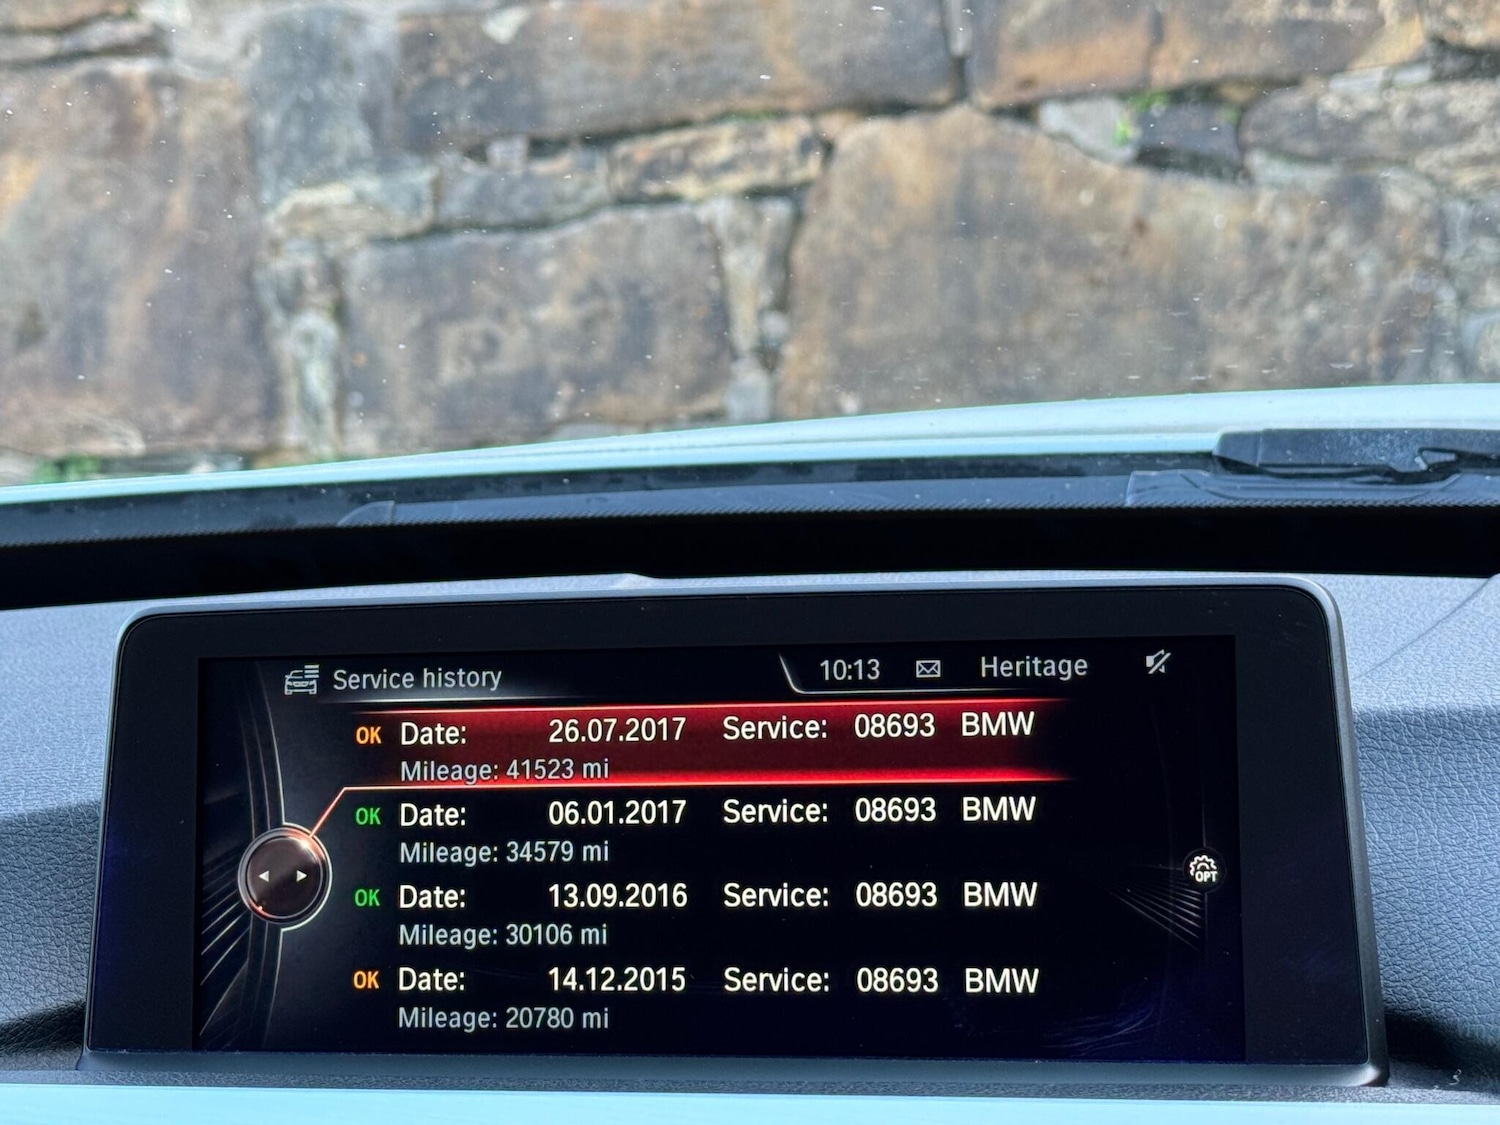 Service history 10:13 Heritage
OK Date: 26.07.2017 Service: 08693 BMW
Mileage: 41523 mi
OK Date: 06.01.2017 Service: 08693 BMW
Mileage: 34579 mi
OK Date: 13.09.2016 Service: 08693 BMW
Mileage: 30106 mi
OK Date: 14.12.2015 Service: 08693 BMW
Mileage: 20780 mi
OPT